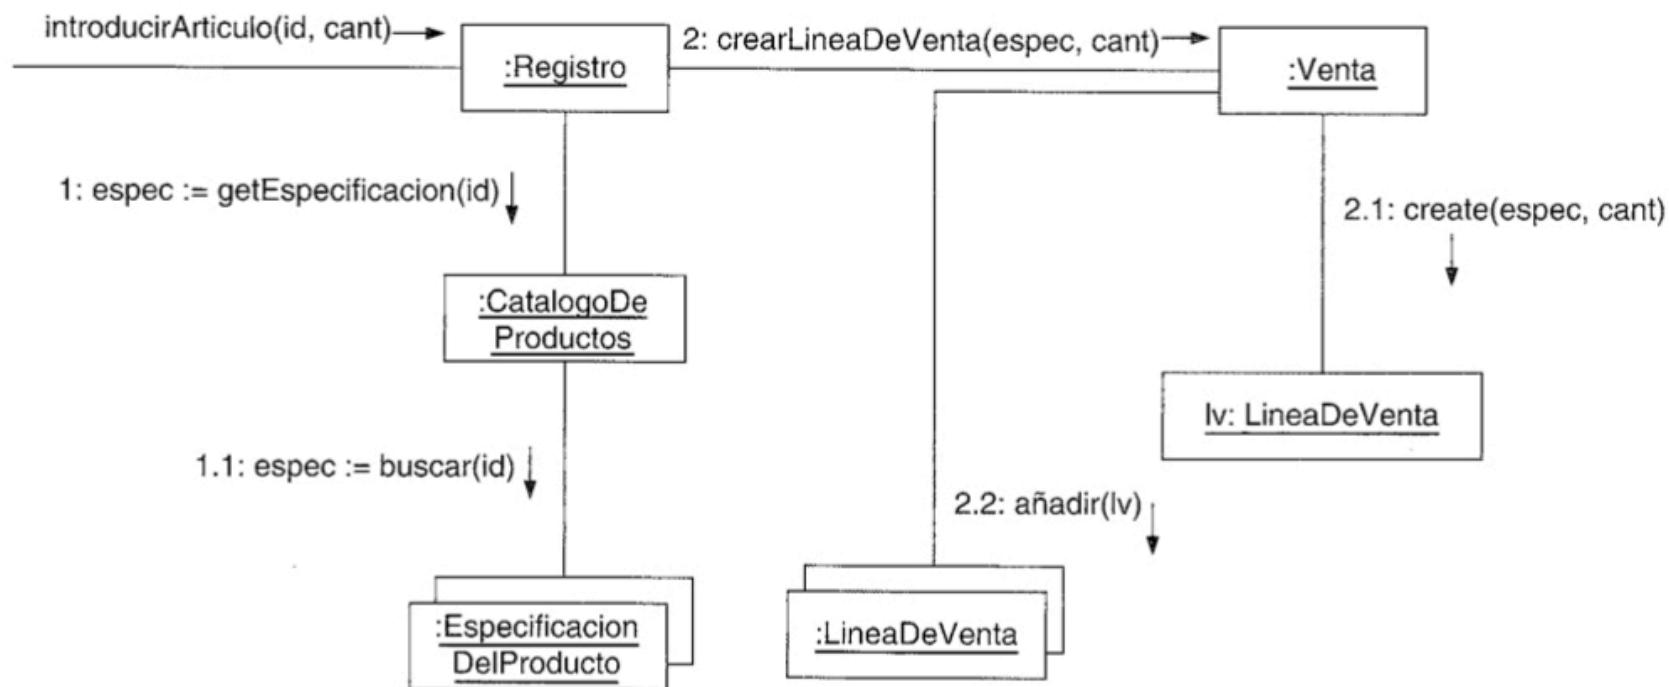 introducirArticulo(id, cant)
:Registro
2: crearLineaDeVenta(espec, cant)
:Venta
1: espec := getEspecificacion(id)
2.1: create(espec, cant)
:CatalogoDe
Productos
lv: LineaDeVenta
1.1: espec := buscar(id)
2.2: añadir(lv)
:Especificacion
DelProducto
:LineaDeVenta